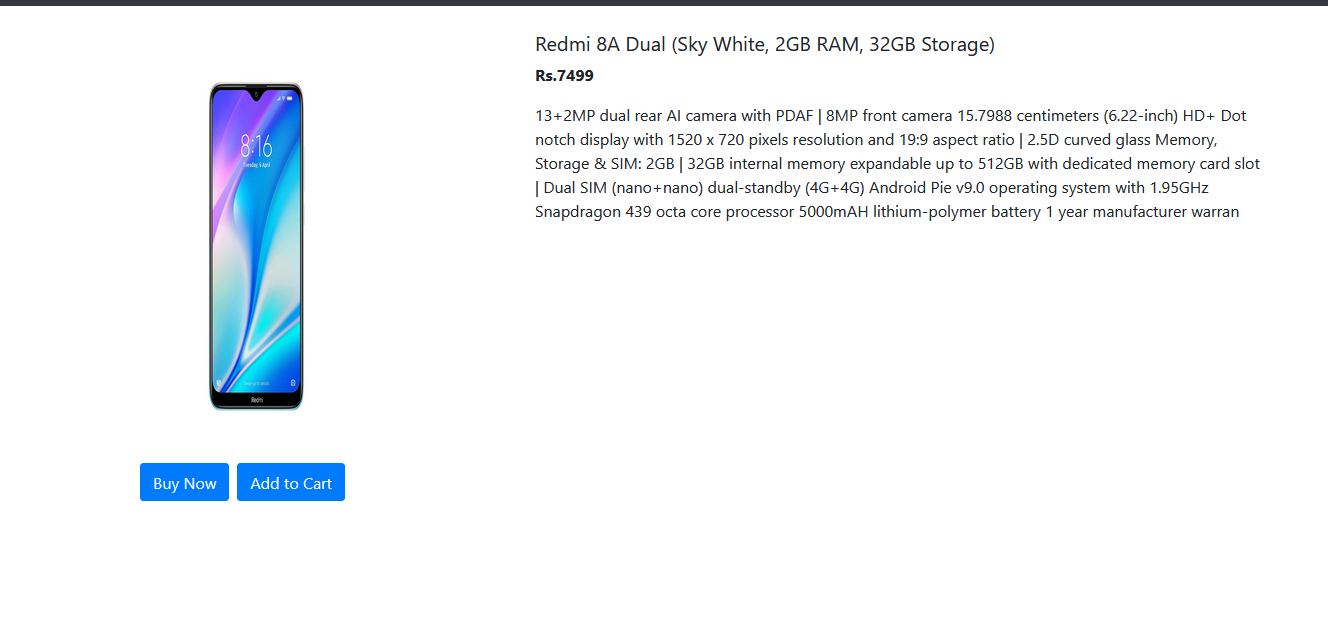 Redmi 8A Dual (Sky White, 2GB RAM, 32GB Storage)
Rs.7499
13+2MP dual rear AI camera with PDAF | 8MP front camera 15.7988 centimeters (6.22-inch) HD+ Dot
notch display with 1520 x 720 pixels resolution and 19:9 aspect ratio | 2.5D curved glass Memory,
Storage & SIM: 2GB | 32GB internal memory expandable up to 512GB with dedicated memory card slot
| Dual SIM (nano+nano) dual-standby (4G+4G) Android Pie v9.0 operating system with 1.95GHz
Snapdragon 439 octa core processor 5000mAH lithium-polymer battery 1 year manufacturer warran
8:16
Tuesday, 9 April
Redmi
Buy Now
Add to Cart